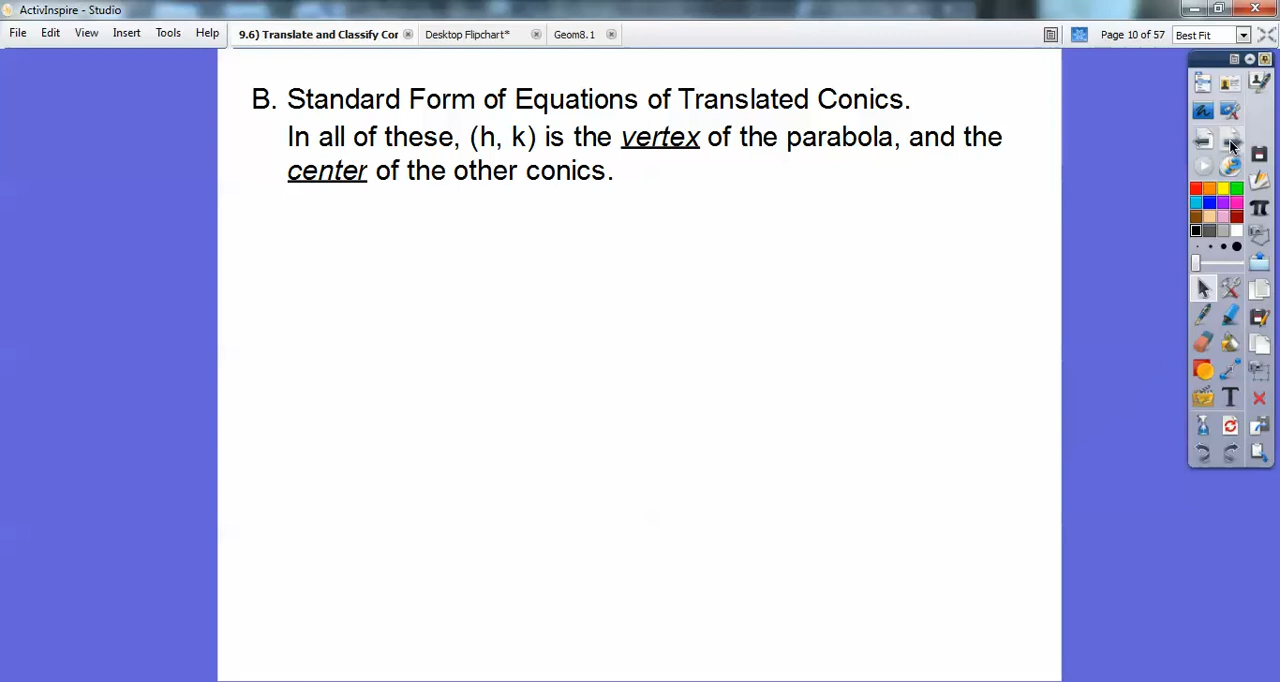 ActivInspire - Studio
File Edit View Insert Tools Help
9.6) Translate and Classify Cor
Desktop Flipchart*
Geom8.1
Page 10 of 57
Best Fit
B. Standard Form of Equations of Translated Conics.
In all of these, (h, k) is the vertex of the parabola, and the
center of the other conics.